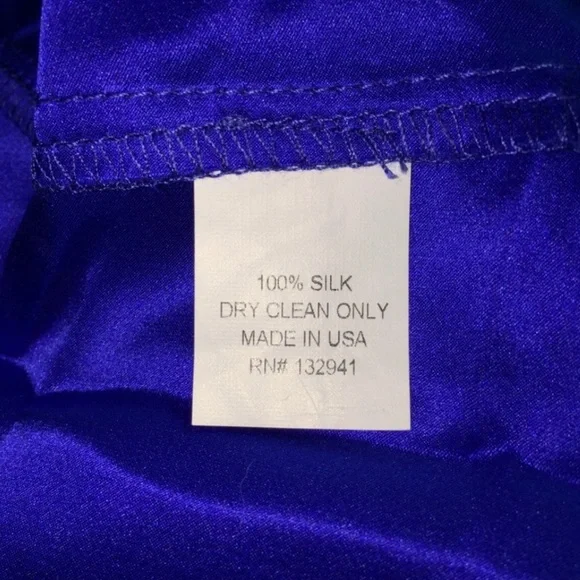 100% SILK
DRY CLEAN ONLY
MADE IN USA
RN# 132941